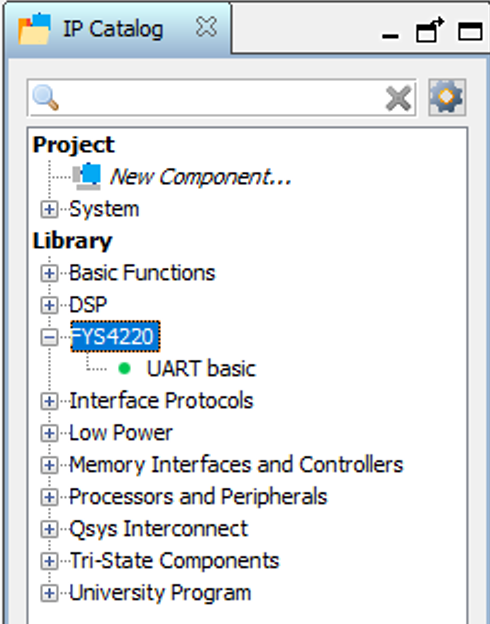 IP Catalog
Project
New Component...
System
Library
Basic Functions
DSP
FYS4220
UART basic
Interface Protocols
Low Power
Memory Interfaces and Controllers
Processors and Peripherals
Qsys Interconnect
Tri-State Components
University Program